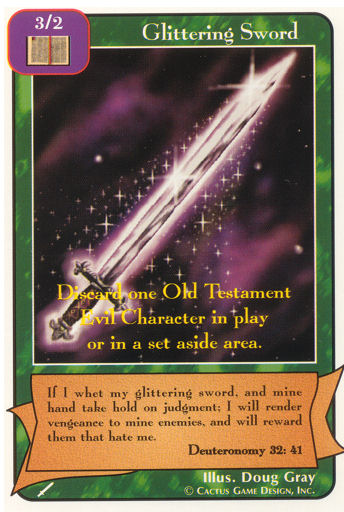 3/2
Glittering Sword
Discard one Old Testament
Evil Character in play
or in a set aside area.
If I whet my glittering sword, and mine
hand take hold on judgment; I will render
vengeance to mine enemies, and will reward
them that hate me.
Deuteronomy 32: 41
Illus. Doug Gray
© Cactus Game Design, Inc.